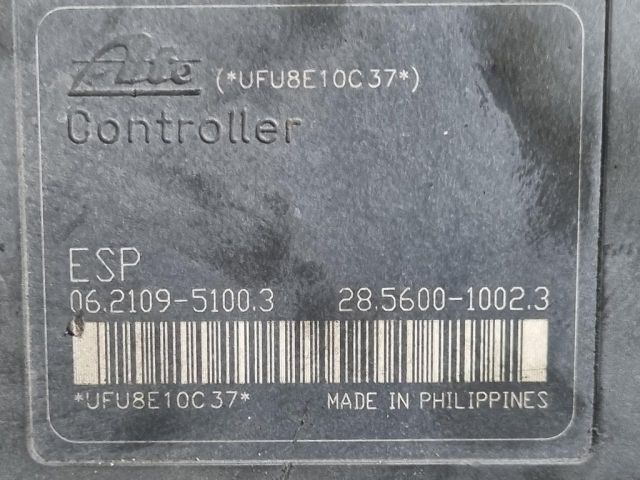 Ate (*UFU8E10C37*)
Controller
ESP
06.2109-5100.3 28.5600-1002.3
*UFU8E10C37* MADE IN PHILIPPINES